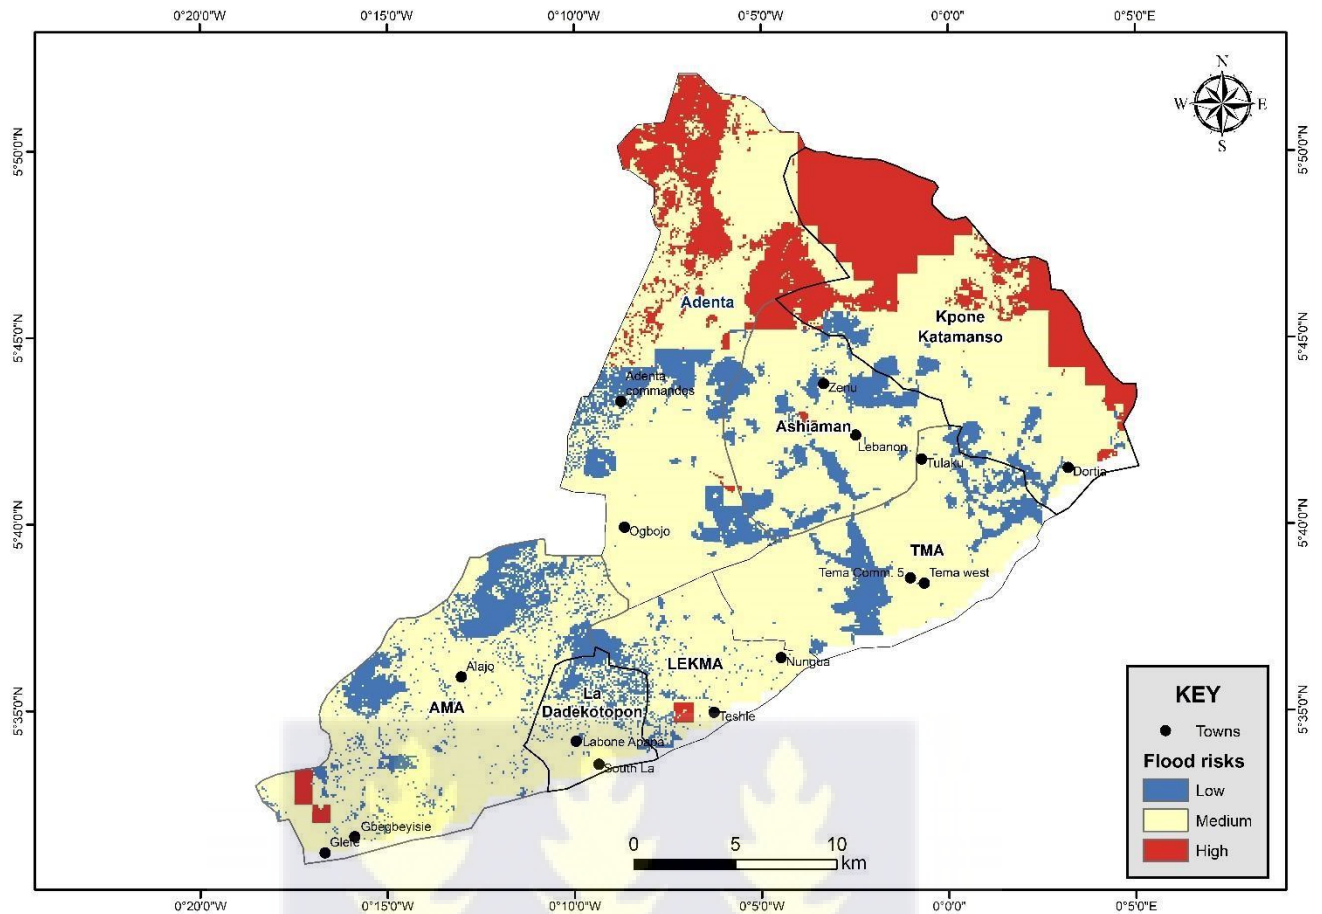 0°20'0"W 0°15'0"W 0°10'0"W 0°5'0"W 0°0'0" 0°5'0"E
N
W E
S
5°50'0"N 5°50'0"N
Adenta
Kpone
Katamanso
5°45'0"N 5°45'0"N
Adenta
commandos
Zenu
Ashiaman
Lebanon
Tulaku
Dortia
5°40'0"N 5°40'0"N
Ogbojo
TMA
Tema Comm. 5 Tema west
Nungua
LEKMA
Alajo
La
Dadekotopon
AMA
5°35'0"N 5°35'0"N
Teshie
Labone Apapa
South La
Gbegbeyisie
Glefe
0 5 10
km
KEY
Towns
Flood risks
Low
Medium
High
0°20'0"W 0°15'0"W 0°10'0"W 0°5'0"W 0°0'0" 0°5'0"E